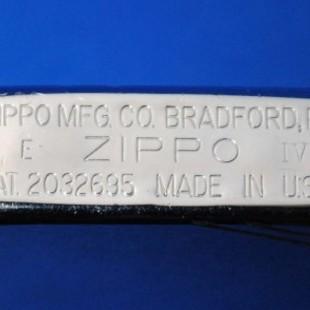 IPPO MFG. CO. BRADFORD,
E ZIPPO IV
AT. 2032695 MADE IN U.S